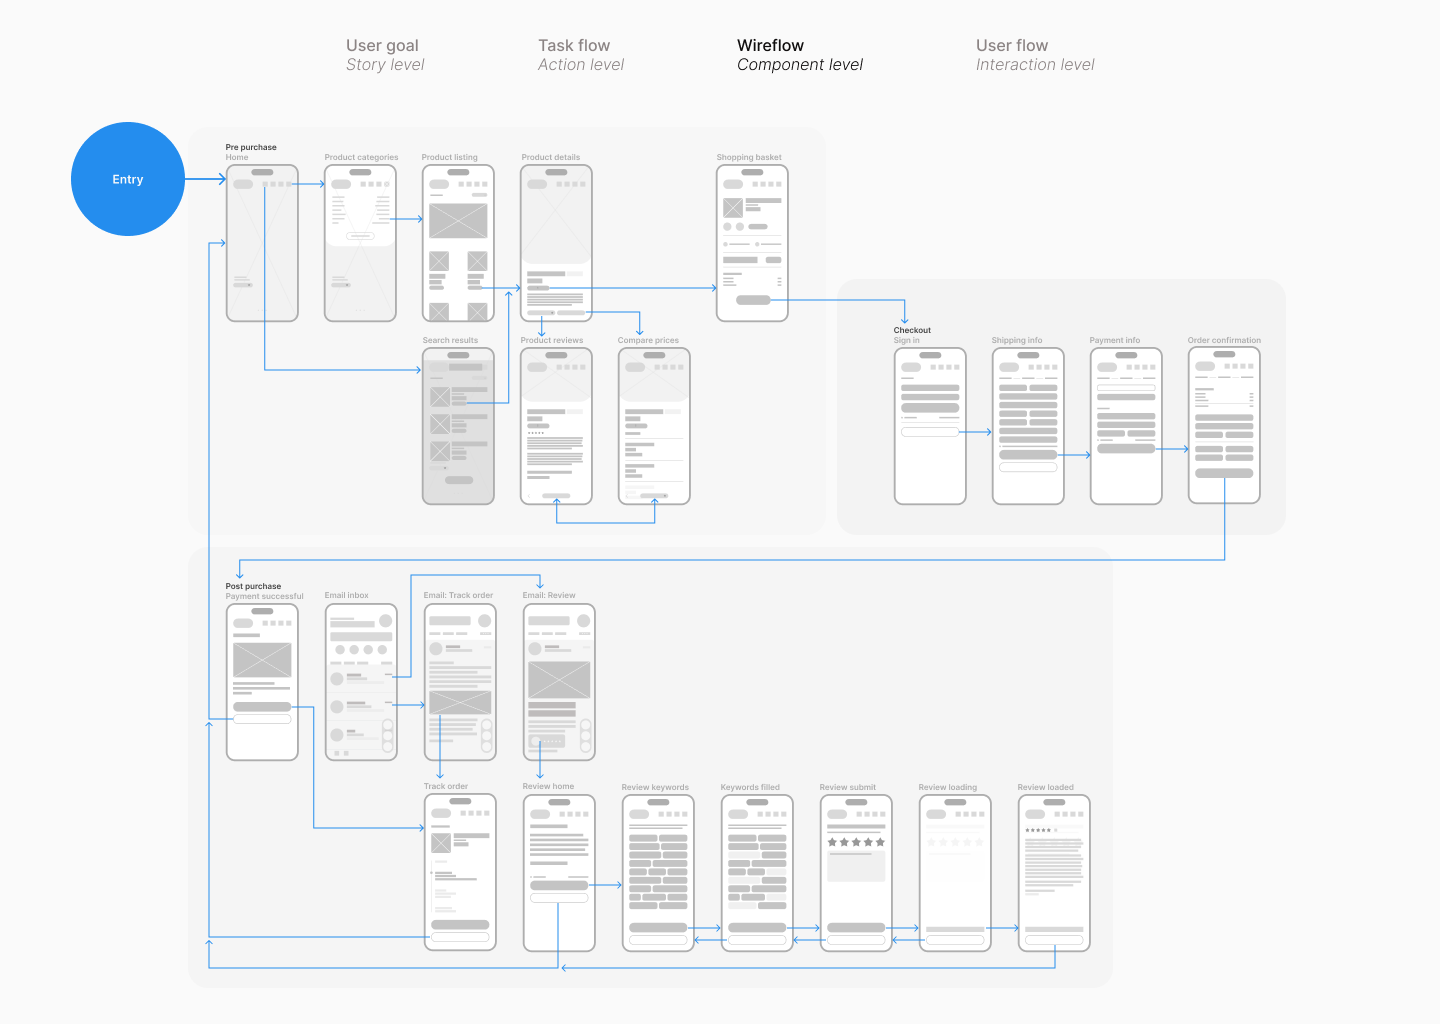 User goal
Story level
Task flow
Action level
Wireflow
Component level
User flow
Interaction level
Entry
Pre purchase
Home
Product categories
Product listing
Product details
Shopping basket
Search results
Product reviews
Compare prices
Checkout
Sign in
Shipping info
Payment info
Order confirmation
Post purchase
Payment successful
Email inbox
Email: Track order
Email: Review
Track order
Review home
Review keywords
Keywords filled
Review submit
Review loading
Review loaded